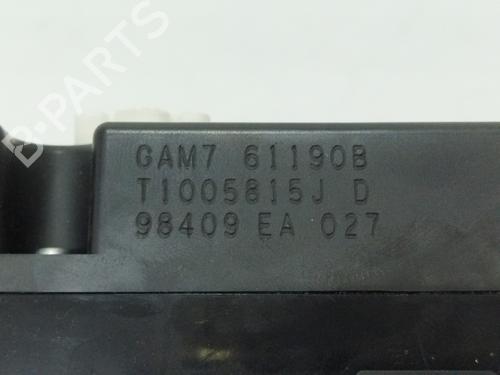 GAM7 61190B
T1005815J D
98409 EA 027
B-PARTS